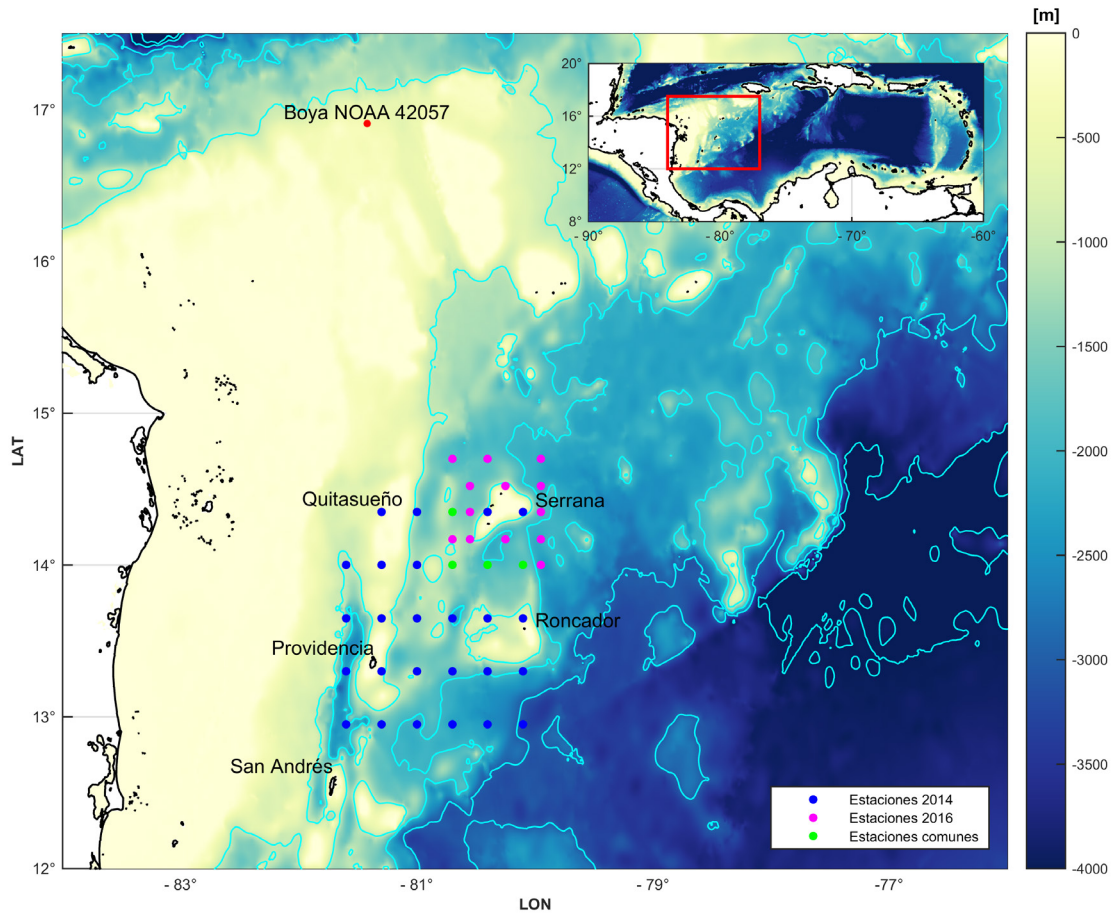 [m]
0
-500
-1000
-1500
-2000
-2500
-3000
-3500
-4000
20°
16°
12°
8°
- 90°
- 80°
- 70°
-60°
17°
16°
15°
14°
13°
12°
LAT
Boya NOAA 42057
Quitasueño
Serrana
Roncador
Providencia
San Andrés
Estaciones 2014
Estaciones 2016
Estaciones comunes
- 83°
- 81°
-79°
-77°
LON